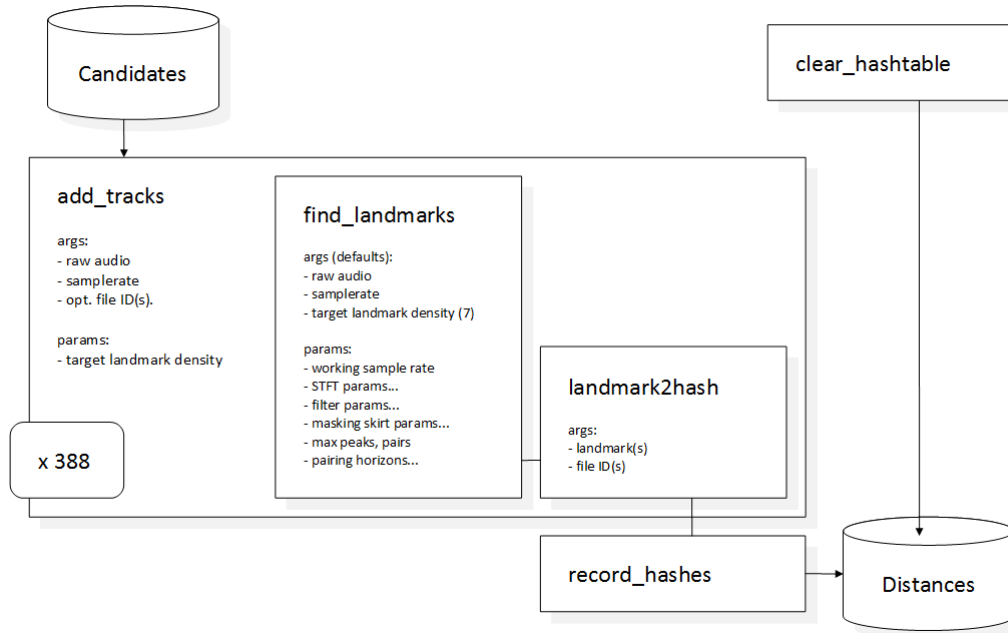 Candidates
clear_hashtable
add_tracks
args:
- raw audio
- samplerate
- opt. file ID(s).
params:
- target landmark density
x 388
find_landmarks
args (defaults):
- raw audio
- samplerate
- target landmark density (7)
params:
- working sample rate
- STFT params...
- filter params...
- masking skirt params...
- max peaks, pairs
- pairing horizons...
landmark2hash
args:
- landmark(s)
- file ID(s)
record_hashes
Distances